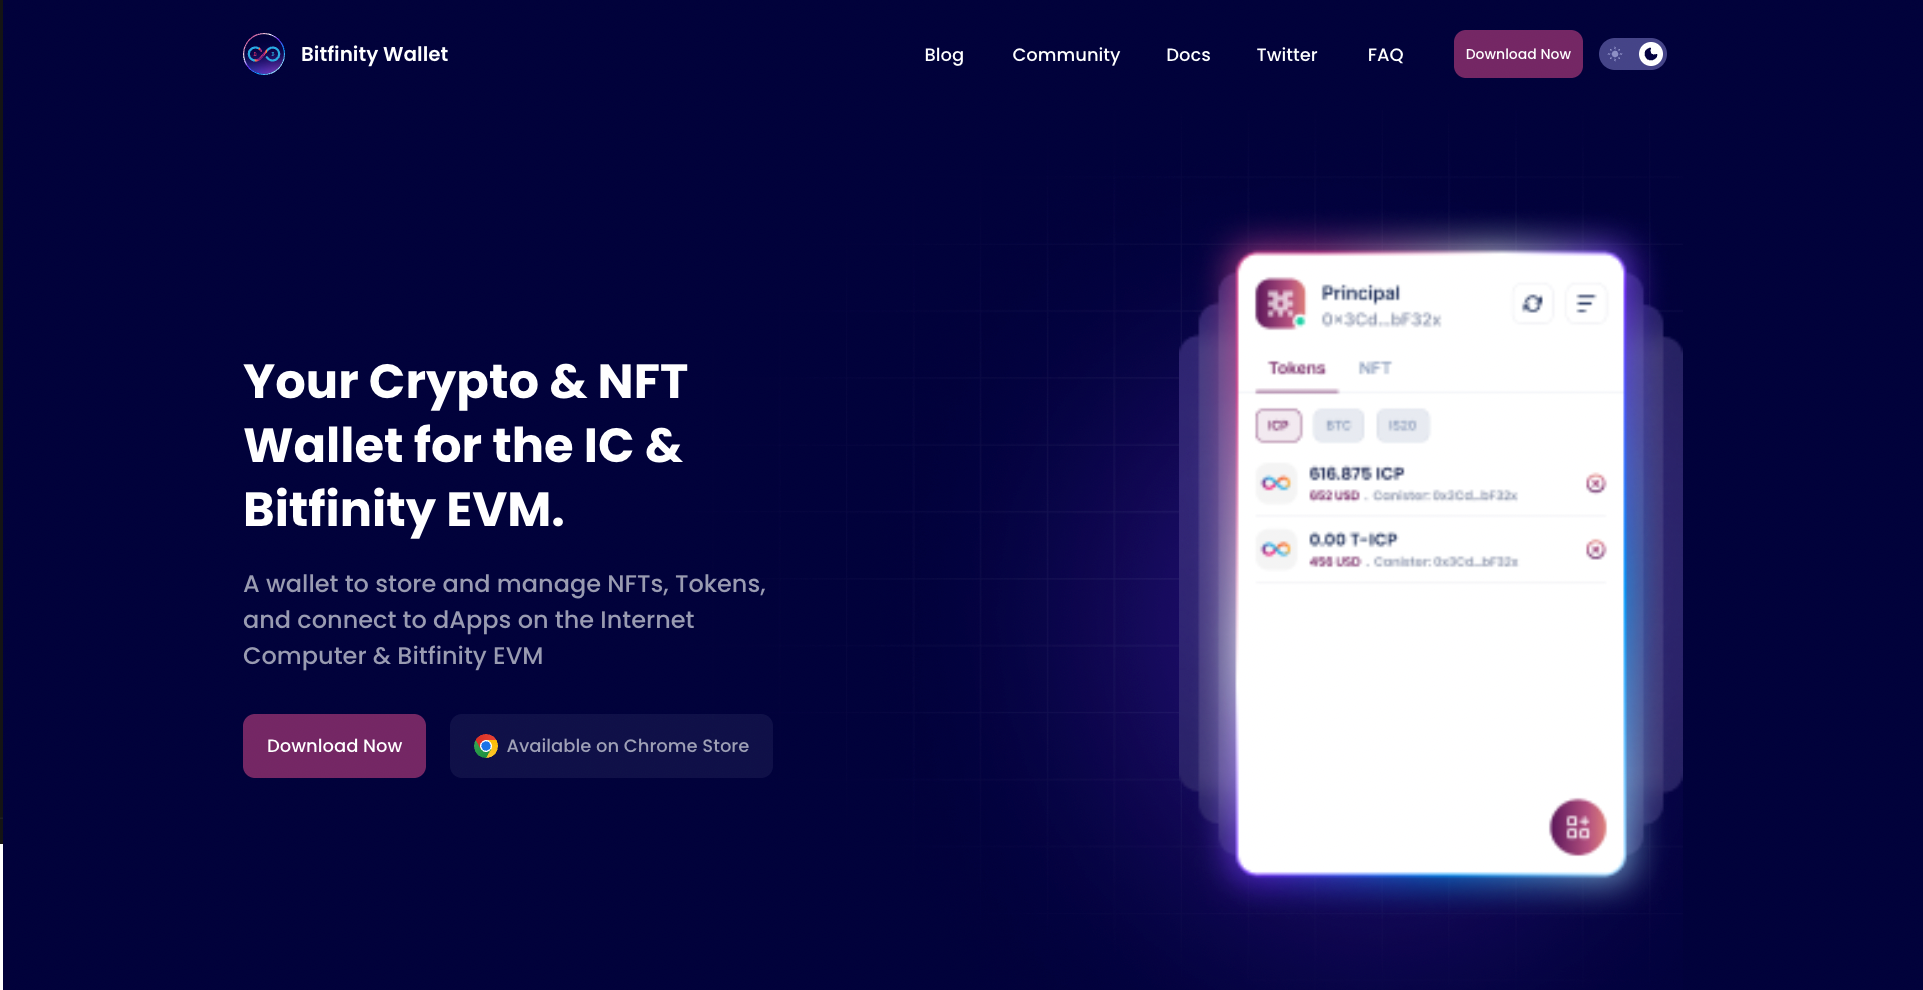 Bitfinity Wallet
Blog
Community
Docs
Twitter
FAQ
Download Now
Your Crypto & NFT
Wallet for the IC &
Bitfinity EVM.
A wallet to store and manage NFTs, Tokens,
and connect to dApps on the Internet
Computer & Bitfinity EVM
Download Now
Available on Chrome Store
Principal
0×3Cd...bF32x
Tokens
NFT
ICP
BTC
IS20
616.875 ICP
652 USD . Canister: 0x3Cd...bF32x
0.00 T-ICP
456 USD . Canister: 0x3Cd...bF32x